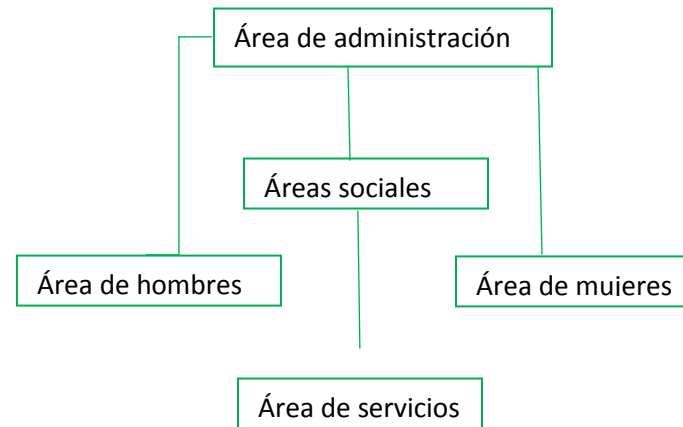 Área de administración
Áreas sociales
Área de hombres
Área de mujeres
Área de servicios